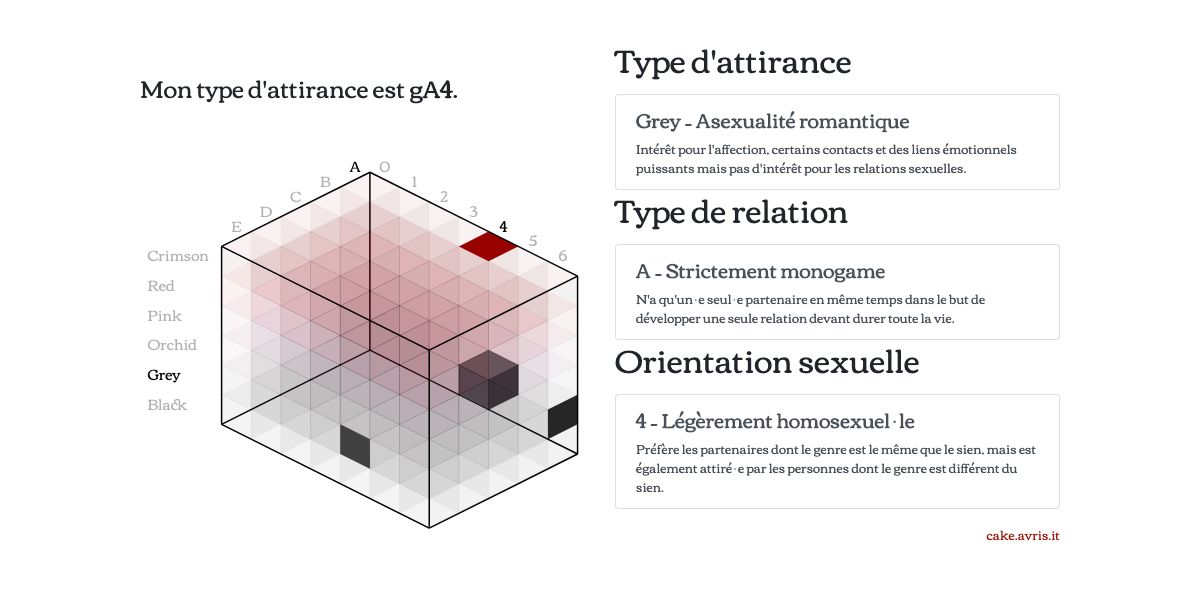 Mon type d'attirance est gA4.
A
O
B
1
C
2
D
3
E
4
5
6
Crimson
Red
Pink
Orchid
Grey
Black
Type d'attirance
Grey - Asexualité romantique
Intérêt pour l'affection, certains contacts et des liens émotionnels
puissants mais pas d'intérêt pour les relations sexuelles.
Type de relation
A - Strictement monogame
N'a qu'un·e seul·e partenaire en même temps dans le but de
développer une seule relation devant durer toute la vie.
Orientation sexuelle
4 - Légèrement homosexuel·le
Préfère les partenaires dont le genre est le même que le sien, mais est
également attiré·e par les personnes dont le genre est différent du
sien.
cake.avris.it